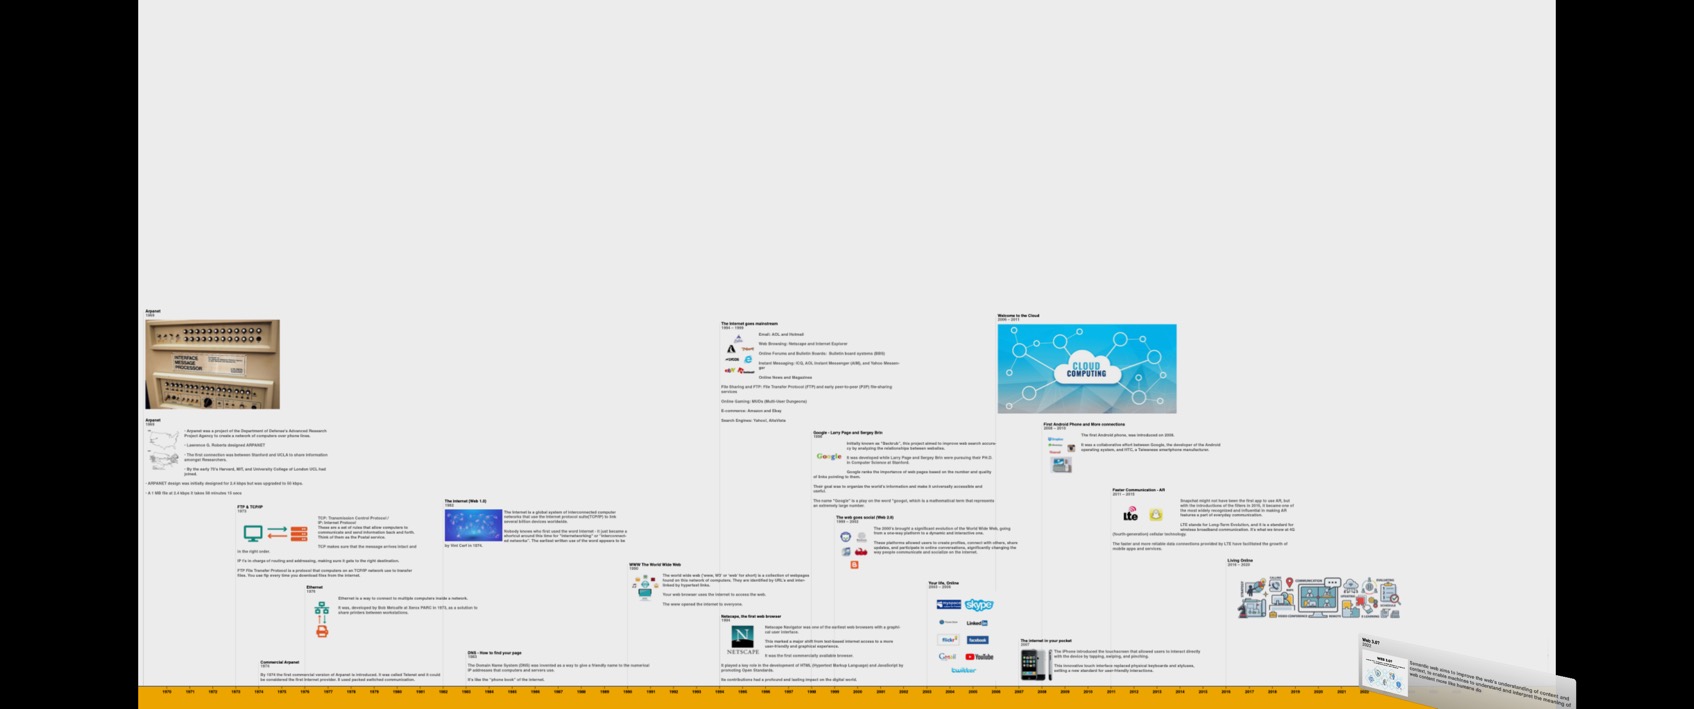 Arpanet
1969
INTERFACE
MESSAGE
PROCESSOR
Arpanet
1969
- Arpanet was a project of the Department of Defense's Advanced Research
Project Agency to create a network of computers over phone lines.
- Lawrence G. Roberts designed ARPANET
- The first connection was between Stanford and UCLA to share information
amongst Researchers.
- By the early 70's Harvard, MIT, and University College of London UCL had
joined.
- ARPANET design was initially designed for 2.4 kbps but was upgraded to 50 kbps.
FTP & TCP/IP
1973
TCP: Transmission Control Protocol /
IP: Internet Protocol
These are a set of rules that allow computers to
communicate and send information back and forth.
Think of them as the Postal service.
TCP makes sure that the message arrives intact and
in the right order.
IP is in charge of routing and addressing, making sure it gets to the right destination.
FTP File Transfer Protocol is a protocol that computers on an TCP/IP network use to transfer
files. You use ftp every time you download files from the internet.
Ethernet
Ethernet is a way to connect in multiple computers inside a network.
It was, developed by Bob Metcalfe at Xerox PARC in 1973, as a solution to
share printers between workstations.
Commercial Arpanet
1974
By 1974 the first commercial version of Arpanet is introduced. It was called Telenet and it could
be considered the first Internet provider. It used packed switched communication.
The Internet (Web 1.0)
1983
The Internet is a global system of interconnected computer
networks that use the Internet protocol suite(TCP/IP) to link
several billion devices worldwide.
Nobody knows who first used the word Internet - it just became a
shortcut around this time for "internetworking" or "interconnect-
ed networks". The earliest written use of the word appears to be
by Vint Cerf in 1974.
DNS - How to find your page
1983
The Domain Name System (DNS) was invented as a way to give a friendly name to the numerical
IP addresses that computers and servers use.
It's like the "phone book" of the internet.
WWW The World Wide Web
1990
The world wide web ('www, W3' or 'web' for short) is a collection of webpages
found on this network of computers. They are identified by URLs and inter-
linked by hypertext links.
Your web browser uses the internet to access the web.
The www opened the internet to everyone.
The Internet goes mainstream
Email: AOL and Hotmail
Web Browsing: Netscape and Internet Explorer
Online Forums and Bulletin Boards: Bulletin board systems (BBS)
Instant Messaging: ICQ, AOL Instant Messenger (AIM), and Yahoo Messen-
ger
Online News and Magazines
File Sharing and FTP: File Transfer Protocol (FTP) and early peer-to-peer (P2P) file-sharing
services
Online Gaming: MUDs (Multi-User Dungeons)
E-commerce: Amazon and Ebay
Search Engines: Yahoo!, AltaVista
Netscape, the first web browser
1994
NETSCAPE
Netscape Navigator was one of the earliest web browsers with a graphi-
cal user interface.
This marked a major shift from text-based internet access to a more
user-friendly and graphical experience.
It was the first commercially available browser.
It played a key role in the development of HTML (Hypertext Markup Language) and JavaScript by
promoting Open Standards.
Its contributions had a profound and lasting impact on the digital world.
Google - Larry Page and Sergey Brin
1998
Google
Initially known as "Backrub", this project aimed to improve web search accura-
cy by analyzing the relationships between websites.
It was developed while Larry Page and Sergey Brin were pursuing their PH.D.
in Computer Science at Stanford.
Google ranks the importance of web pages based on the number and quality
of links pointing to them.
Their goal was to organize the world's information and make it universally accessible and
useful.
The name "Google" is a play on the word "googol, which is a mathematical term that represents
an extremely large number.
The web goes social (Web 2.0)
The 2000's brought a significant evolution of the World Wide Web, going
from a one-way platform to a dynamic and interactive one.
These platforms allowed users to create profiles, connect with others, share
updates, and participate in online conversations, significantly changing the
way people communicate and socialize on the internet.
Your life, Online
skype
LinkedIn
flickr
facebook
Gmail
YouTube
twitter
Welcome to the Cloud
2006 - 2011
CLOUD
COMPUTING
The internet in your pocket
2007
The iPhone introduced the touchscreen that allowed users to interact directly
with the device by tapping, swiping, and pinching.
This innovative touch interface replaced physical keyboards and styluses,
setting a new standard for user-friendly interactions.
First Android Phone and More connections
The first Android phone, was introduced on 2008.
It was a collaborative effort between Google, the developer of the Android
operating system, and HTC, a Taiwanese smartphone manufacturer.
Faster Communication - AR
lte
Snapchat might not have been the first app to use AR, but
with the introductions of the filters in 2015, it became one of
the most widely recognized and influential in making AR
features a part of everyday communication.
LTE stands for Long-Term Evolution, and it is a standard for
wireless broadband communication. It's what we know at 4G
(fourth-generation) cellular technology.
The faster and more reliable data connections provided by LTE have facilitated the growth of
mobile apps and services.
Living Online
Web 3.0?
Semantic web aims to improve the web's understanding of content and
context, to enable machines to understand and interpret the meaning of
web content more like humans do
1970 1971 1972 1973 1974 1975 1976 1977 1978 1979 1980 1981 1982 1983 1984 1985 1986 1987 1988 1989 1990 1991 1992 1993 1994 1995 1996 1997 1998 1999 2000 2001 2002 2003 2004 2005 2006 2007 2008 2009 2010 2011 2012 2013 2014 2015 2016 2017 2018 2019 2020 2021 2022